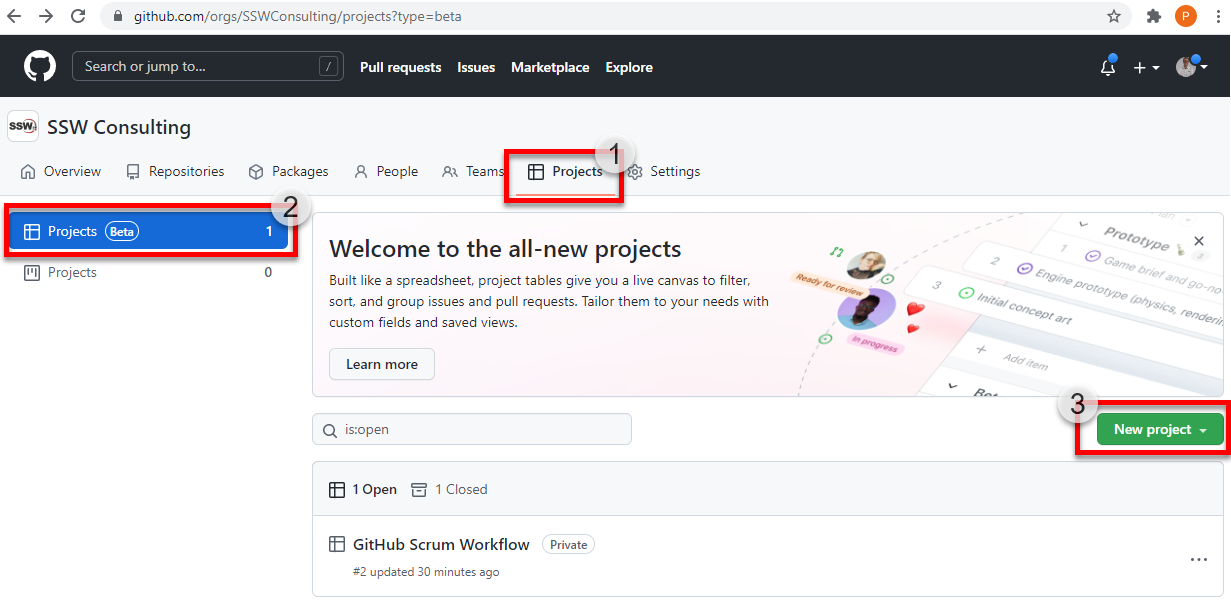 github.com/orgs/SSWConsulting/projects?type=beta
P
Search or jump to... /
Pull requests Issues Marketplace Explore
SSW SSW Consulting
Overview Repositories Packages People Teams Projects 1 Settings
2
Projects Beta 1
Projects 0
Welcome to the all-new projects
Built like a spreadsheet, project tables give you a live canvas to filter,
sort, and group issues and pull requests. Tailor them to your needs with
custom fields and saved views.
Learn more
Ready for review
In progress
Prototype 3
1 Game brief and go-no
2 Engine prototype (physics, renderin
3 Initial concept art
Add item
3
is:open
New project
1 Open 1 Closed
GitHub Scrum Workflow Private
#2 updated 30 minutes ago